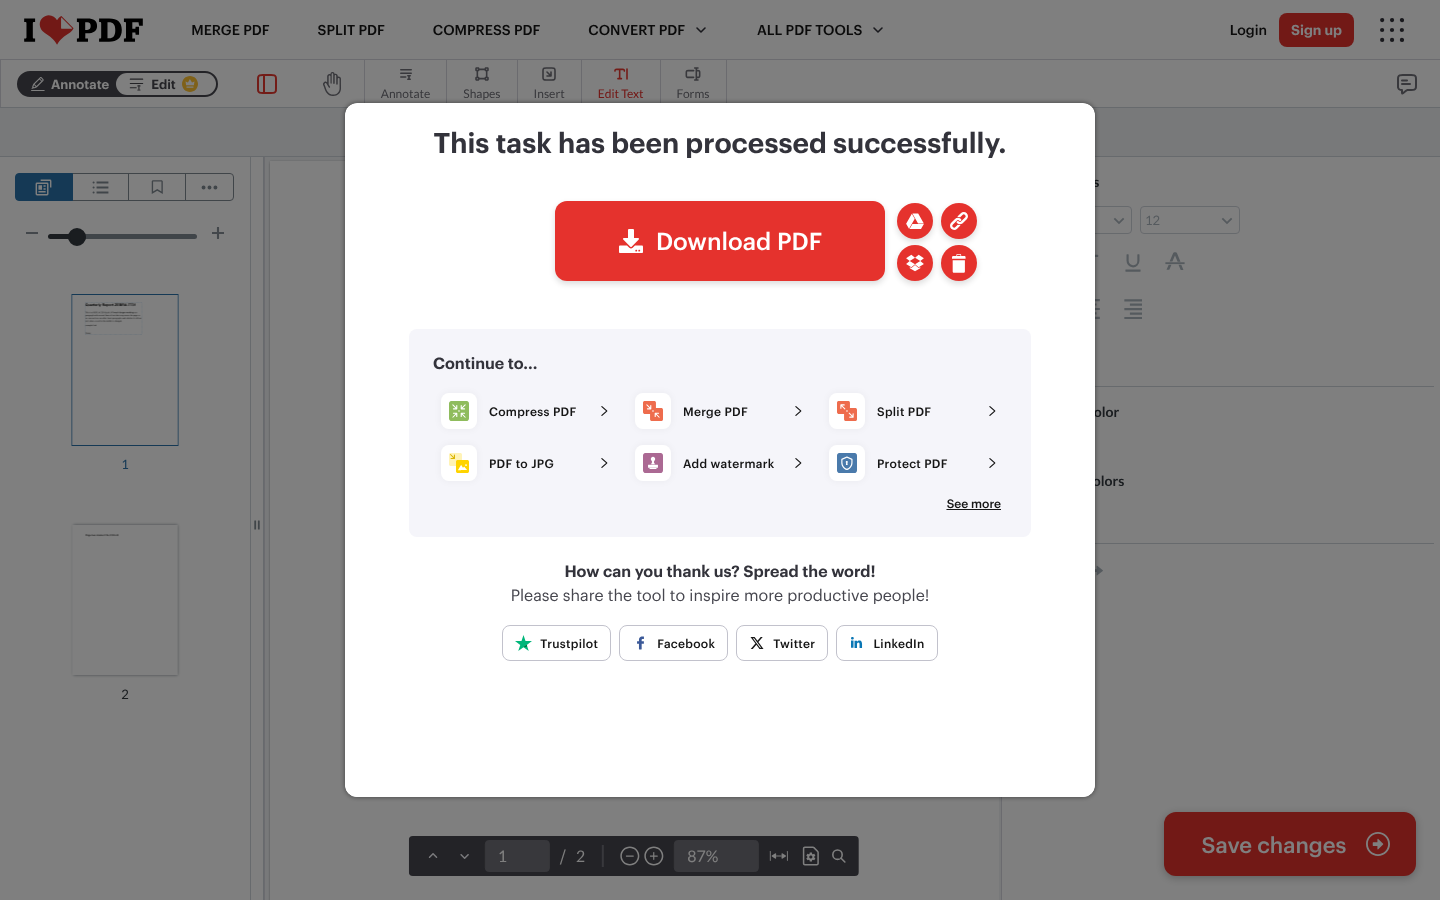 I PDF
MERGE PDF
SPLIT PDF
COMPRESS PDF
CONVERT PDF
ALL PDF TOOLS
Login
Sign up
Annotate
Edit
Annotate
Shapes
Insert
Edit Text
Forms
This task has been processed successfully.
Download PDF
12
Continue to...
Compress PDF
Merge PDF
Split PDF
PDF to JPG
Add watermark
Protect PDF
See more
How can you thank us? Spread the word!
Please share the tool to inspire more productive people!
Trustpilot
Facebook
Twitter
LinkedIn
1
2
1 / 2
87%
Save changes